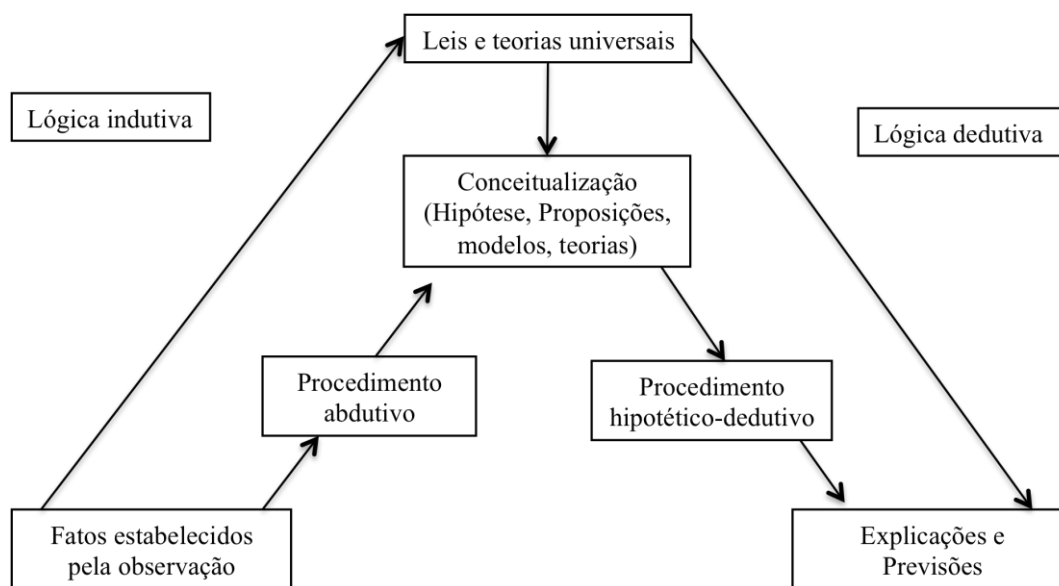 Leis e teorias universais
Lógica indutiva
Lógica dedutiva
Conceitualização
(Hipótese, Proposições,
modelos, teorias)
Procedimento
abdutivo
Procedimento
hipotético-dedutivo
Fatos estabelecidos
pela observação
Explicações e
Previsões